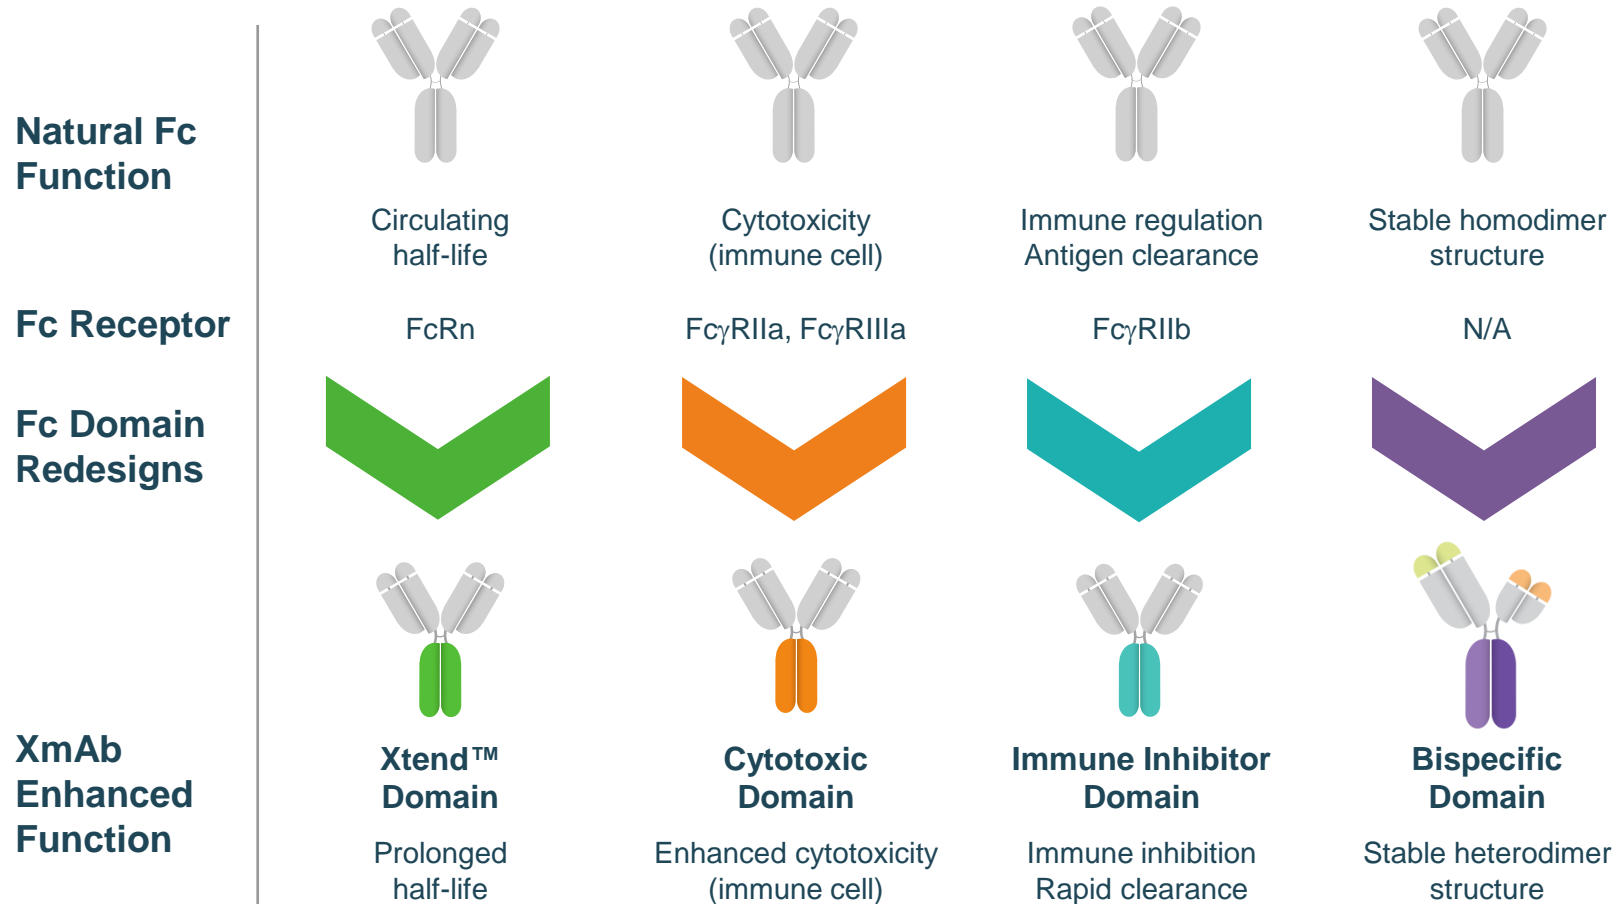 Natural Fc
Function
Circulating
half-life
Cytotoxicity
(immune cell)
Immune regulation
Antigen clearance
Stable homodimer
structure
Fc Receptor
FcRn
FcγRIIa, FcγRIIIa
FcγRIIb
N/A
Fc Domain
Redesigns
XmAb
Enhanced
Function
Xtend™
Domain
Prolonged
half-life
Cytotoxic
Domain
Enhanced cytotoxicity
(immune cell)
Immune Inhibitor
Domain
Immune inhibition
Rapid clearance
Bispecific
Domain
Stable heterodimer
structure